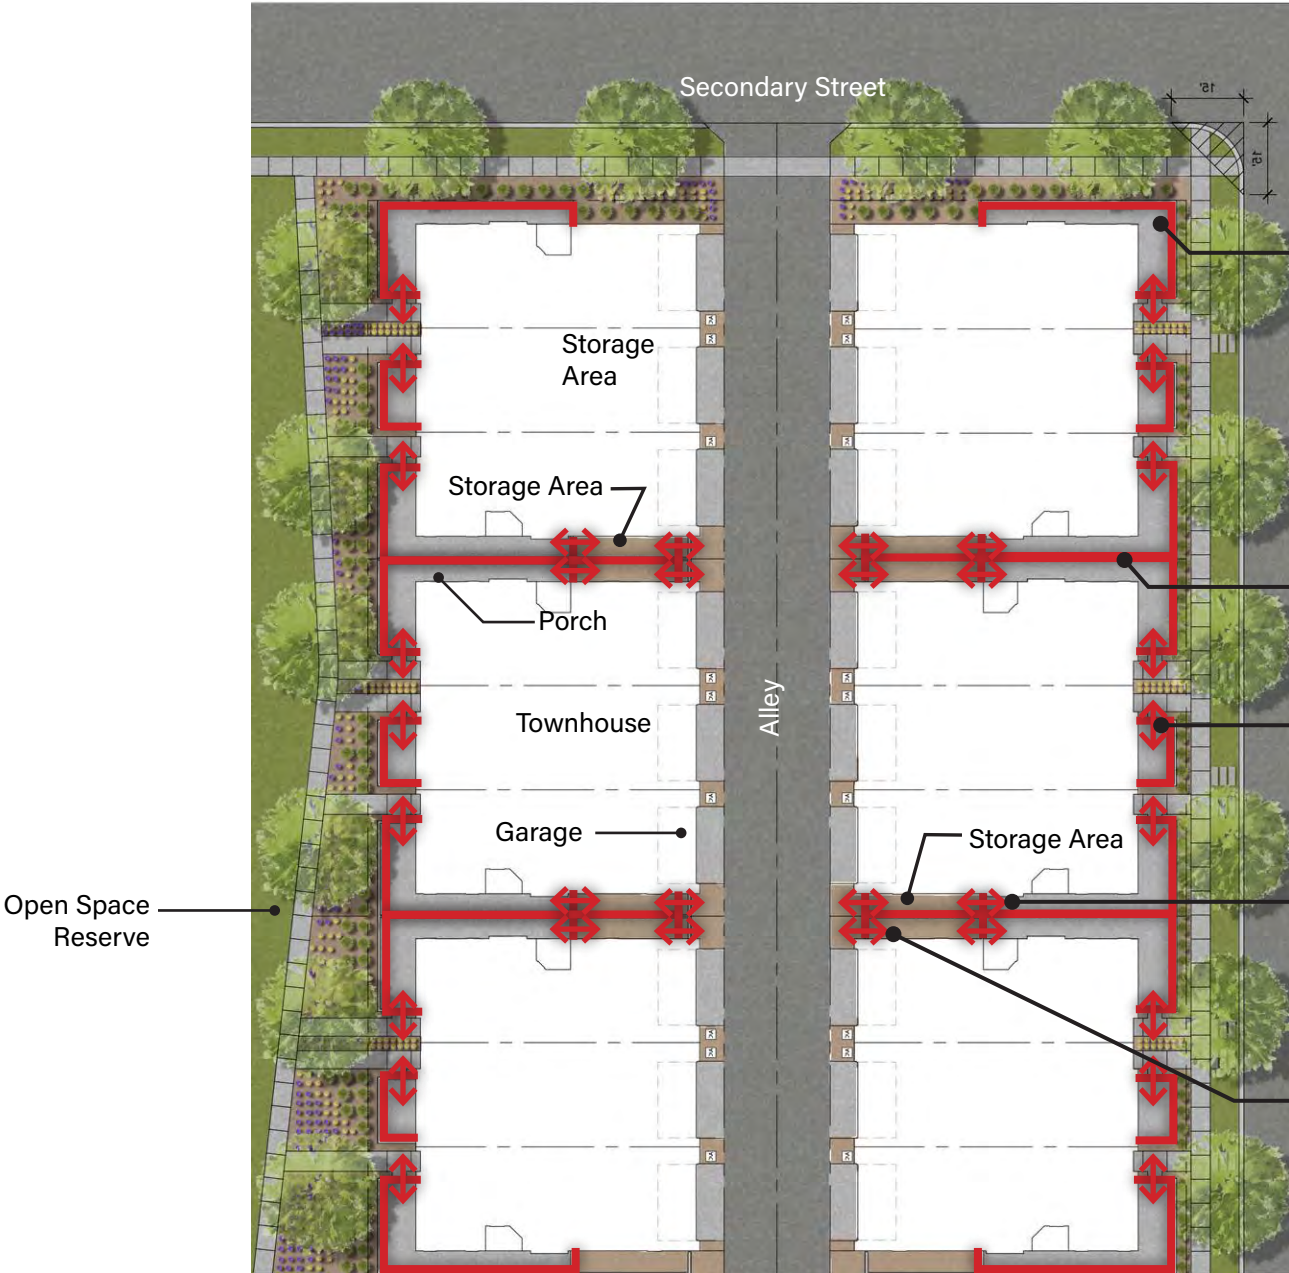 Secondary Street
15'
15'
Storage
Area
Storage Area
Porch
Townhouse
Alley
Garage
Storage Area
Open Space
Reserve